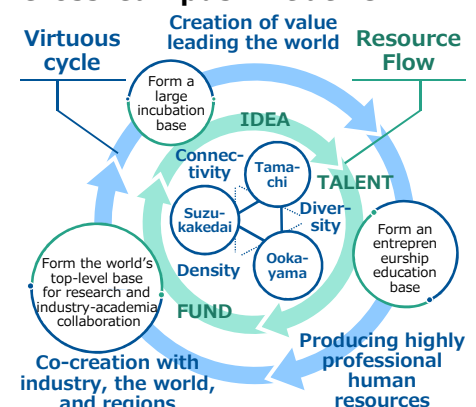 Creation of value
leading the world
Virtuous
cycle
Resource
Flow
Form a
large
incubation
base
IDEA
Connec-
tivity
Tama-
chi
TALENT
Suzu-
kakedai
Diver-
sity
Density
Ooka-
yama
Form an
entrepren
eurship
education
base
Form the world's
top-level base
for research and
industry-academia
collaboration
FUND
Co-creation with
industry, the world,
and regions
Producing highly
professional
human
resources